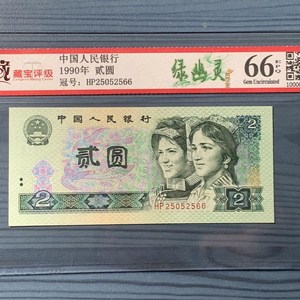 藏宝评级
中国人民银行
1990年 贰圆
冠号：HP25052566
绿幽灵
66
EPQ
Gem Uncirculated
中国人民银行
2
贰圆
2
2
HP25052566